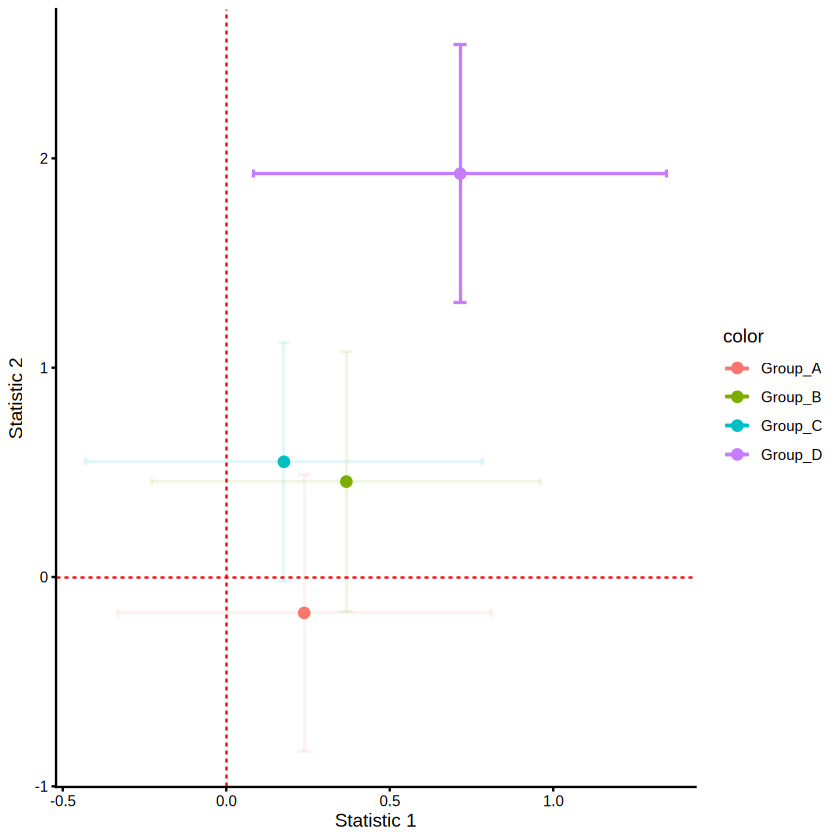 2
1
0
-1
-0.5
0.0
0.5
1.0
Statistic 1
Statistic 2
color
Group_A
Group_B
Group_C
Group_D